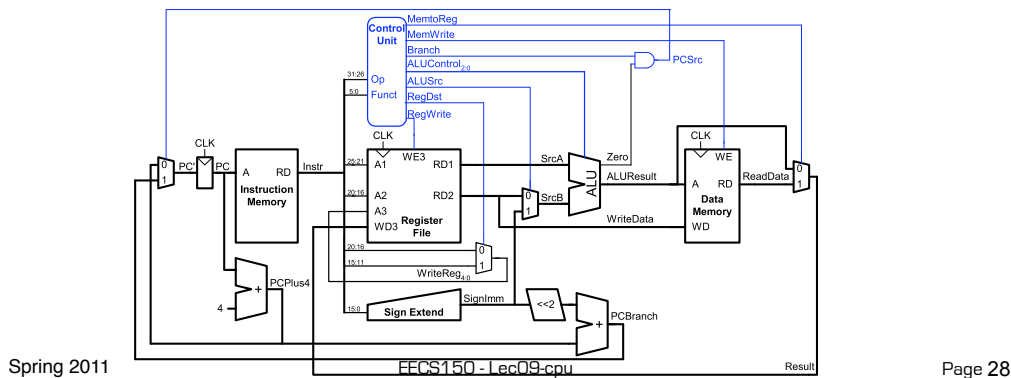 MemtoReg
Control Unit
MemWrite
Branch
PCSrc
ALUControl2:0
31:26 Op
ALUSrc
5:0 Funct
RegDst
RegWrite
CLK
CLK
CLK
0
1
PC'
PC
A RD
Instruction Memory
Instr
25:21
A1
WE3
RD1
SrcA
Zero
WE
20:16
A2
RD2
0
1
SrcB
ALU
ALUResult
A RD
Data Memory
ReadData
0
1
A3
WD3
Register File
WriteData
WD
20:16
0
15:11
1
WriteReg4:0
PCPlus4
+
4
SignImm
15:0
Sign Extend
<<2
+
PCBranch
Result
Spring 2011
EECS150 - Lec09-cpu
Page 28